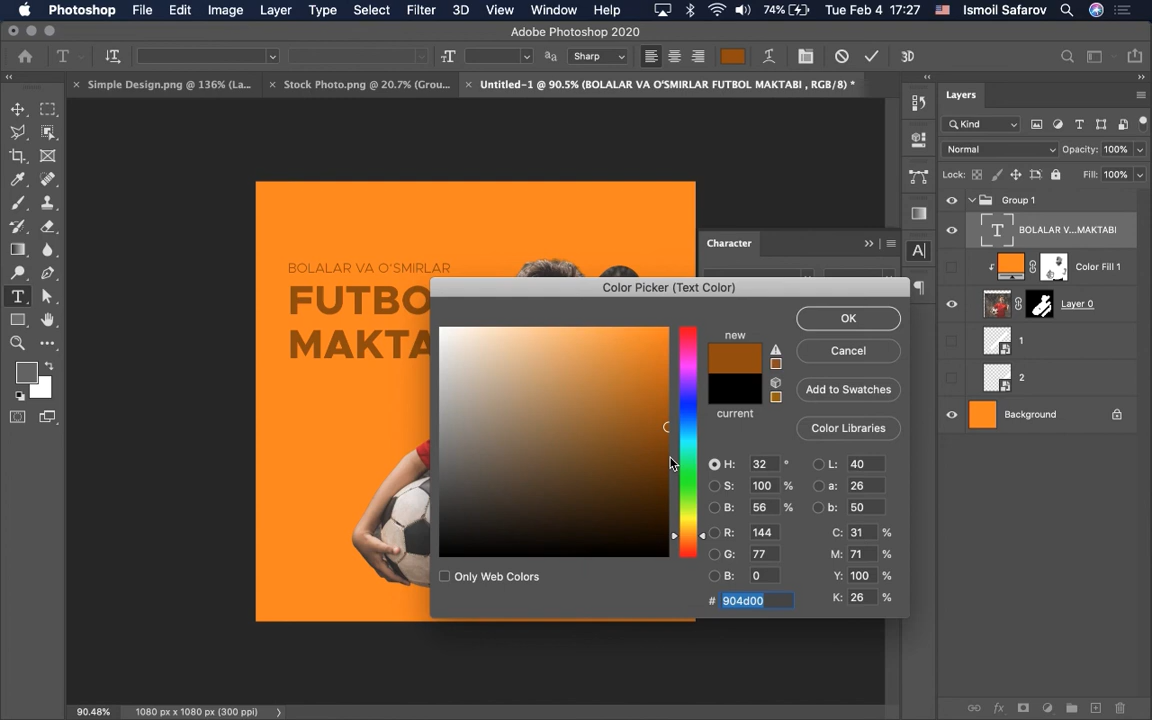 Photoshop File Edit Image Layer Type Select Filter 3D View Window Help 74% Tue Feb 4 17:27 Ismoil Safarov
Adobe Photoshop 2020
T T aa Sharp 3D
× Simple Design.png @ 136% (La... × Stock Photo.png @ 20.7% (Grou... × Untitled-1 @ 90.5% (BOLALAR VA O'SMIRLAR FUTBOL MAKTABI , RGB/8) *
Layers
Kind
Normal Opacity: 100%
Lock: Fill: 100%
Group 1
T BOLALAR V...MAKTABI
Color Fill 1
Layer 0
1
2
Background
Character
BOLALAR VA O'SMIRLAR
FUTBO
MAKTA
Color Picker (Text Color)
new
current
OK
Cancel
Add to Swatches
Color Libraries
H: 32 ° L: 40
S: 100 % a: 26
B: 56 % b: 50
R: 144 C: 31 %
G: 77 M: 71 %
B: 0 Y: 100 %
# 904d00 K: 26 %
Only Web Colors
90.48% 1080 px x 1080 px (300 ppi)